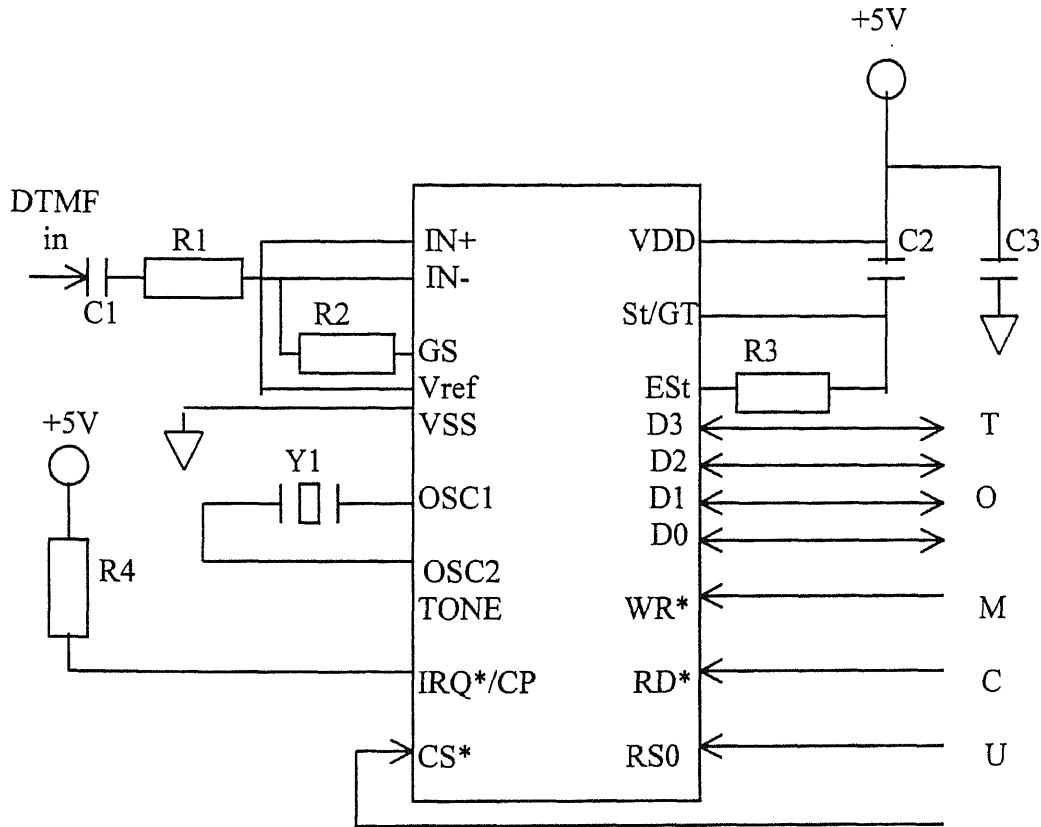 +5V
DTMF
in
R1
C1
R2
IN+
IN-
GS
Vref
VSS
+5V
Y1
OSC1
OSC2
TONE
R4
IRQ*/CP
CS*
VDD
C2
C3
St/GT
R3
ESt
D3
T
D2
D1
O
D0
WR*
M
RD*
C
RS0
U